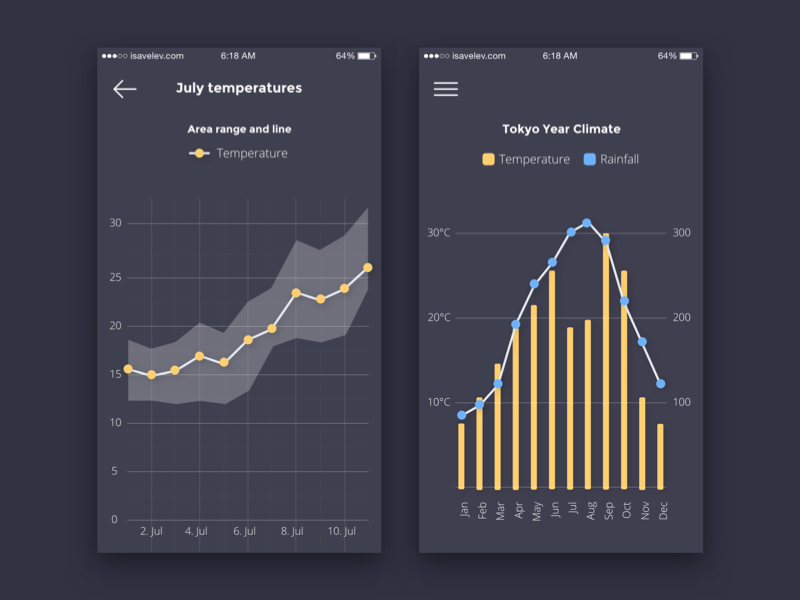 isavelev.com 6:18 AM 64%
July temperatures
Area range and line
Temperature
30
25
20
15
10
5
0
2. Jul 4. Jul 6. Jul 8. Jul 10. Jul
isavelev.com 6:18 AM 64%
Tokyo Year Climate
Temperature Rainfall
30°C 300
20°C 200
10°C 100
Jan Feb Mar Apr May Jun Jul Aug Sep Oct Nov Dec